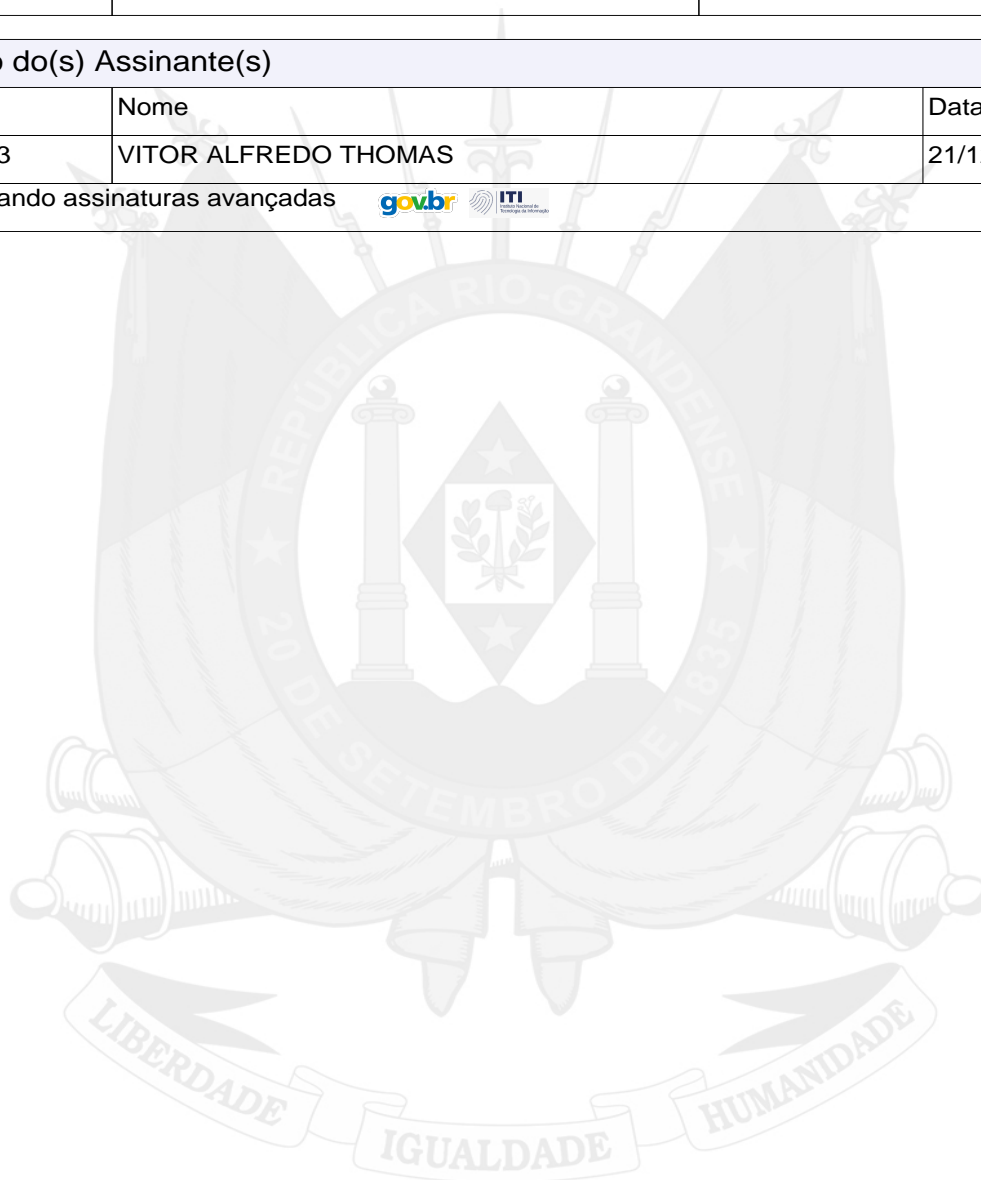 o do(s) Assinante(s)
Nome Data
3 VITOR ALFREDO THOMAS 21/1
ando assinaturas avançadas gov.br ITI
REPÚBLICA RIO-GRANDENSE
20 DE SETEMBRO DE 1835
LIBERDADE IGUALDADE HUMANIDADE